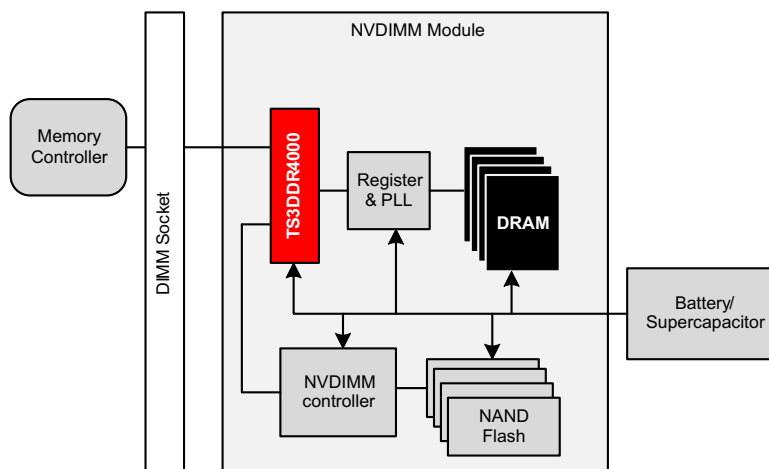 NVDIMM Module
Memory
Controller
DIMM Socket
TS3DDR4000
Register
& PLL
DRAM
Battery/
Supercapacitor
NVDIMM
controller
NAND
Flash